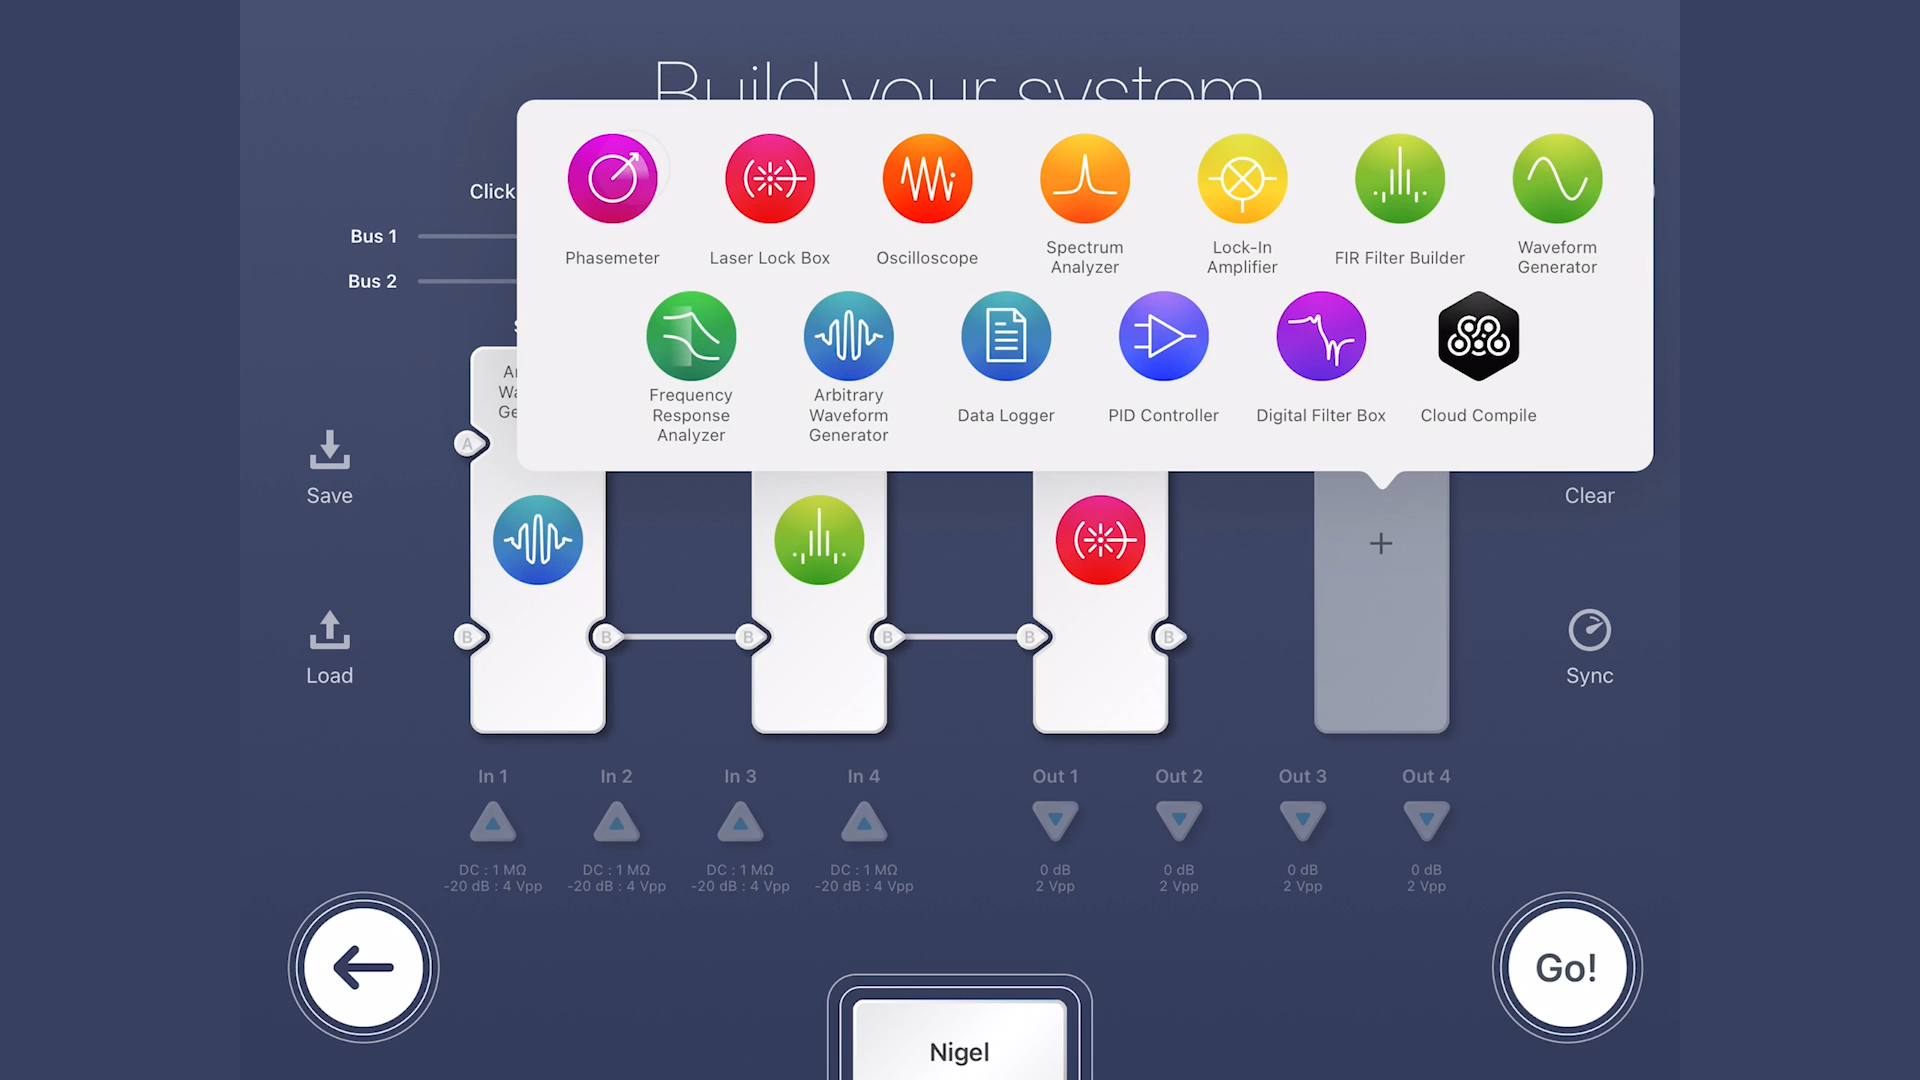 Build your system
Phasemeter
Laser Lock Box
Oscilloscope
Spectrum
Analyzer
Lock-In
Amplifier
FIR Filter Builder
Waveform
Generator
Click
Bus 1
Bus 2
Frequency
Response
Analyzer
Arbitrary
Waveform
Generator
Data Logger
PID Controller
Digital Filter Box
Cloud Compile
A
Save
Clear
B
B
B
B
B
B
Load
Sync
In 1
In 2
In 3
In 4
Out 1
Out 2
Out 3
Out 4
DC : 1 MΩ
-20 dB : 4 Vpp
DC : 1 MΩ
-20 dB : 4 Vpp
DC : 1 MΩ
-20 dB : 4 Vpp
DC : 1 MΩ
-20 dB : 4 Vpp
0 dB
2 Vpp
0 dB
2 Vpp
0 dB
2 Vpp
0 dB
2 Vpp
Go!
Nigel